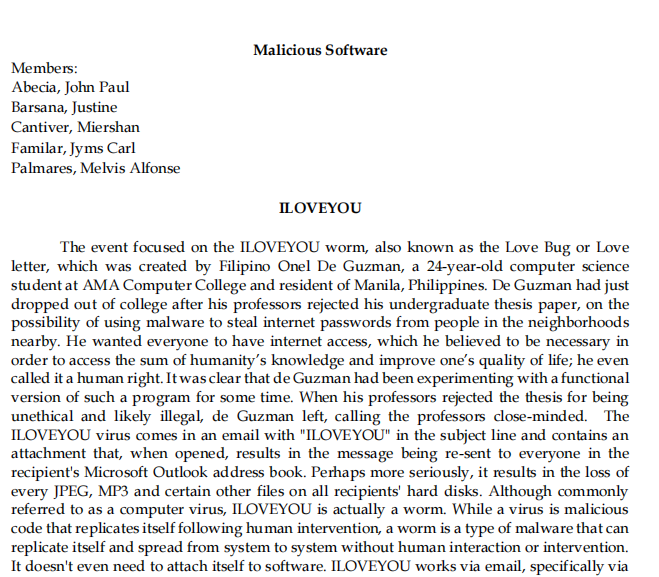 Malicious Software
Members:
Abecia, John Paul
Barsana, Justine
Cantiver, Miershan
Familar, Jyms Carl
Palmares, Melvis Alfonse
ILOVEYOU
The event focused on the ILOVEYOU worm, also known as the Love Bug or Love
letter, which was created by Filipino Onel De Guzman, a 24-year-old computer science
student at AMA Computer College and resident of Manila, Philippines. De Guzman had just
dropped out of college after his professors rejected his undergraduate thesis paper, on the
possibility of using malware to steal internet passwords from people in the neighborhoods
nearby. He wanted everyone to have internet access, which he believed to be necessary in
order to access the sum of humanity’s knowledge and improve one’s quality of life; he even
called it a human right. It was clear that de Guzman had been experimenting with a functional
version of such a program for some time. When his professors rejected the thesis for being
unethical and likely illegal, de Guzman left, calling the professors close-minded. The
ILOVEYOU virus comes in an email with "ILOVEYOU" in the subject line and contains an
attachment that, when opened, results in the message being re-sent to everyone in the
recipient's Microsoft Outlook address book. Perhaps more seriously, it results in the loss of
every JPEG, MP3 and certain other files on all recipients' hard disks. Although commonly
referred to as a computer virus, ILOVEYOU is actually a worm. While a virus is malicious
code that replicates itself following human intervention, a worm is a type of malware that can
replicate itself and spread from system to system without human interaction or intervention.
It doesn't even need to attach itself to software. ILOVEYOU works via email, specifically via